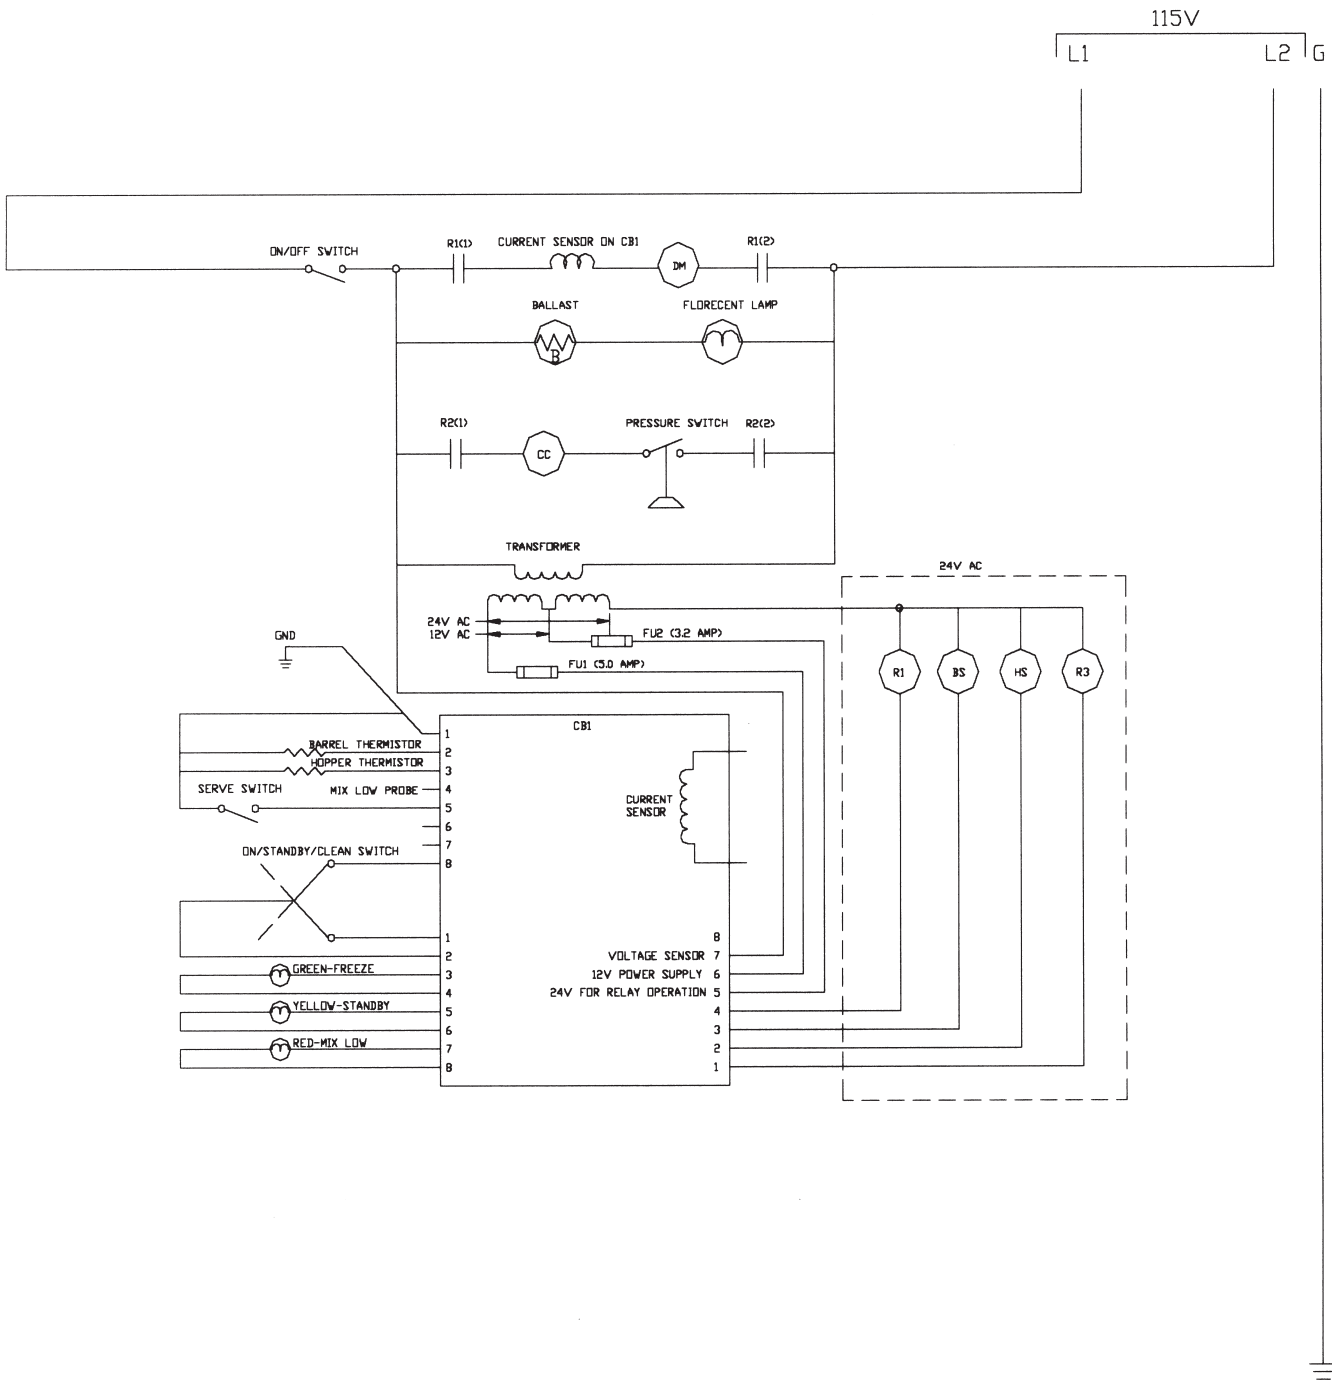 115V
L1
L2
G
ON/OFF SWITCH
R1(1)
CURRENT SENSOR ON CB1
R1(2)
DM
BALLAST
FLORECENT LAMP
B
R2(1)
PRESSURE SWITCH
R2(2)
CC
TRANSFORMER
24V AC
24V AC
12V AC
FU2 (3.2 AMP)
GND
FU1 (5.0 AMP)
R1
BS
HS
R3
CB1
1
BARREL THERMISTOR
2
HOPPER THERMISTOR
3
SERVE SWITCH
MIX LOW PROBE
4
CURRENT
SENSOR
5
6
7
ON/STANDBY/CLEAN SWITCH
8
1
8
2
VOLTAGE SENSOR 7
GREEN-FREEZE
3
12V POWER SUPPLY 6
4
24V FOR RELAY OPERATION 5
YELLOW-STANDBY
5
4
6
3
RED-MIX LOW
7
2
8
1